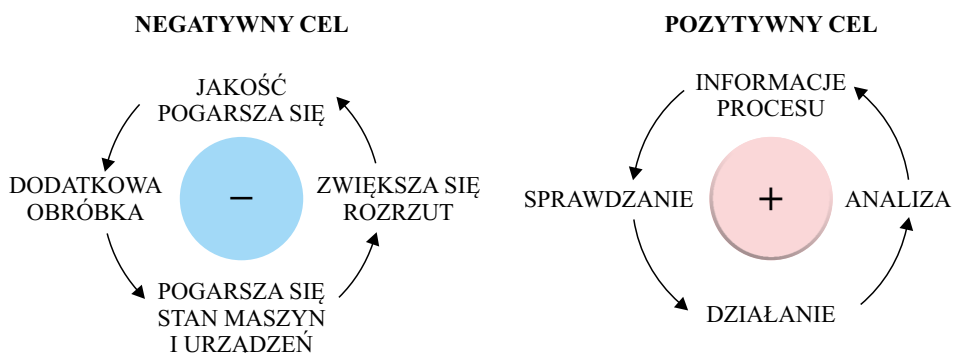 NEGATYWNY CEL
JAKOŚĆ
POGARSZA SIĘ
DODATKOWA
OBRÓBKA
–
ZWIĘKSZA SIĘ
ROZRZUT
POGARSZA SIĘ
STAN MASZYN
I URZĄDZEŃ
POZYTYWNY CEL
INFORMACJE
PROCESU
SPRAWDZANIE
+
ANALIZA
DZIAŁANIE